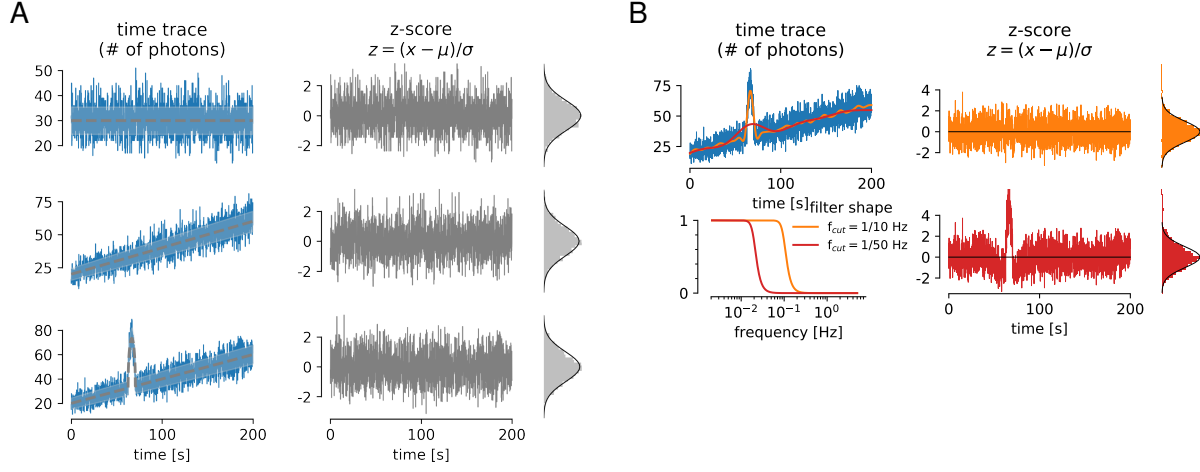 A
time trace
(# of photons)
z-score
z = (x − μ)/σ
50
40
30
20
2
0
−2
75
50
25
2
0
−2
80
60
40
20
2
0
−2
0 100 200
time [s]
0 100 200
time [s]
B
time trace
(# of photons)
z-score
z = (x − μ)/σ
75
50
25
0 100 200
time [s]
4
2
0
−2
0 100 200
filter shape
f_cut = 1/10 Hz
f_cut = 1/50 Hz
1
0
10⁻² 10⁻¹ 10⁰
frequency [Hz]
4
2
0
−2
0 100 200
time [s]